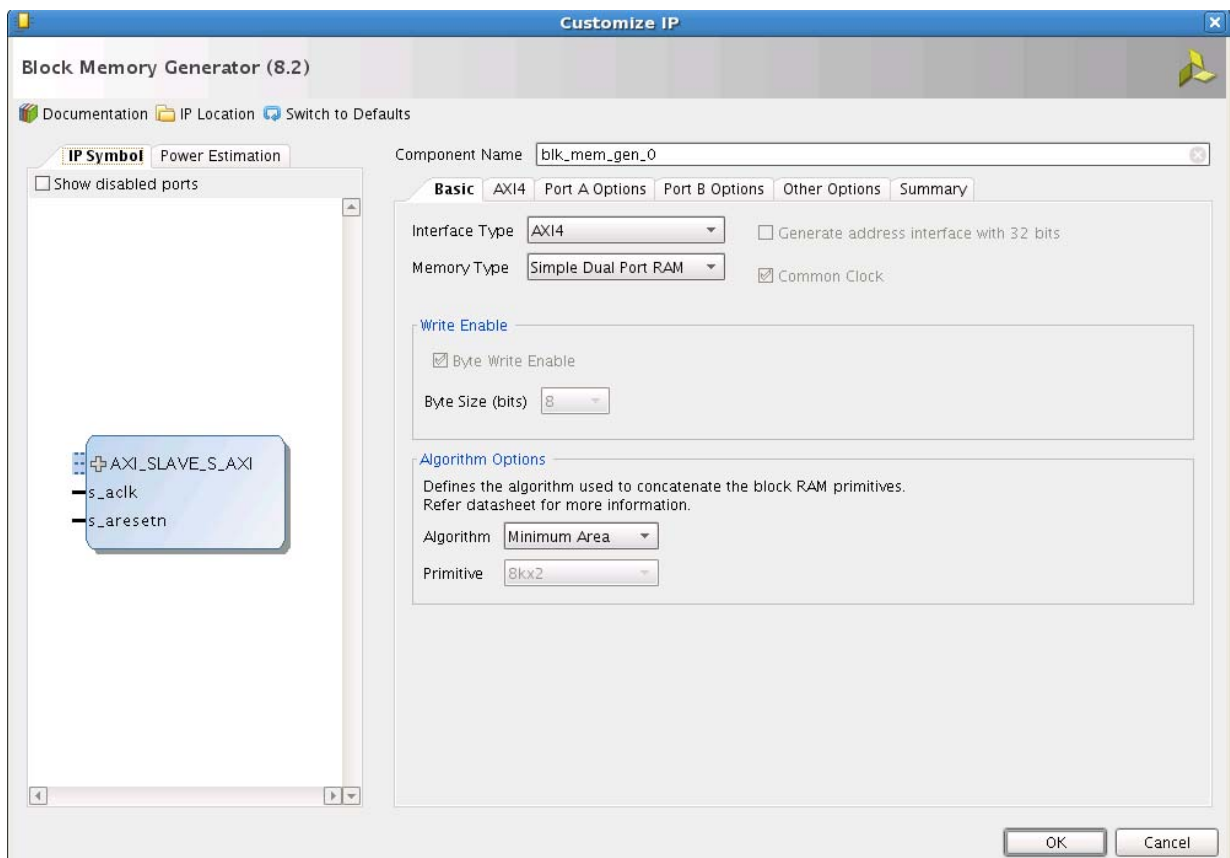 Customize IP
Block Memory Generator (8.2)
Documentation IP Location Switch to Defaults
IP Symbol Power Estimation
Show disabled ports
AXI_SLAVE_S_AXI
s_aclk
s_aresetn
Component Name blk_mem_gen_0
Basic AXI4 Port A Options Port B Options Other Options Summary
Interface Type AXI4 Generate address interface with 32 bits
Memory Type Simple Dual Port RAM Common Clock
Write Enable
Byte Write Enable
Byte Size (bits) 8
Algorithm Options
Defines the algorithm used to concatenate the block RAM primitives.
Refer datasheet for more information.
Algorithm Minimum Area
Primitive 8kx2
OK Cancel